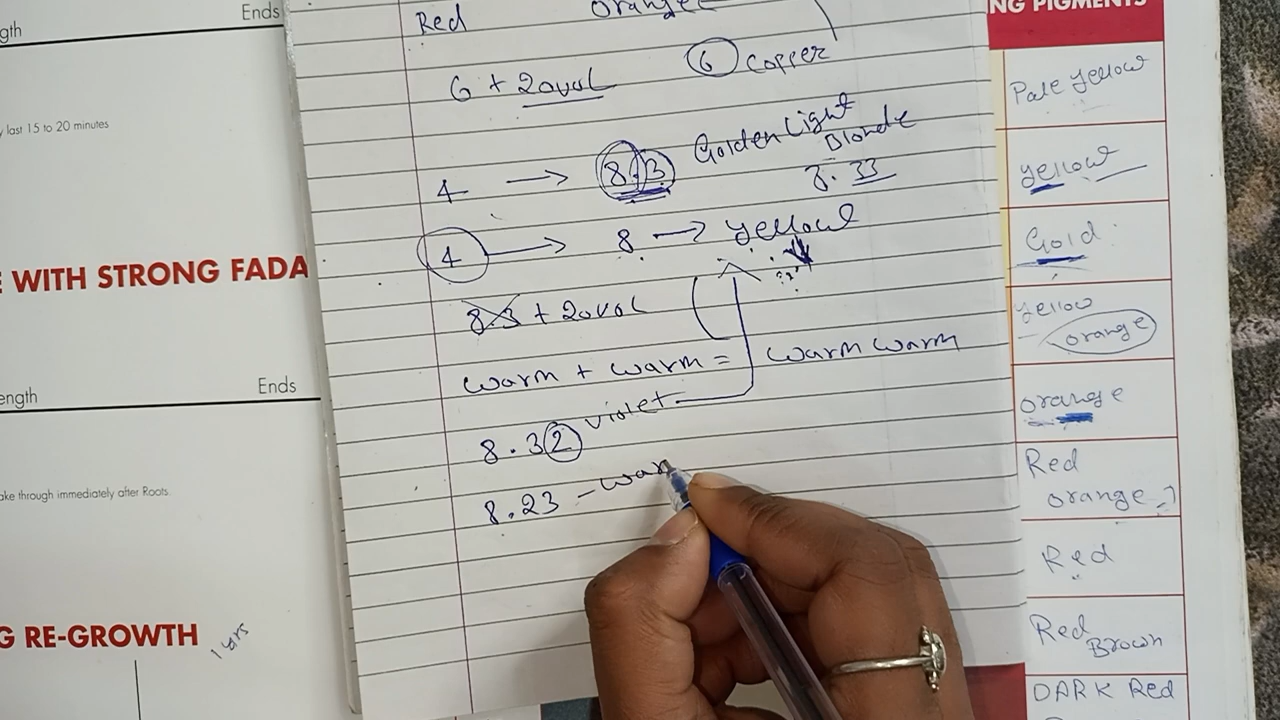 gth
Ends
y last 15 to 20 minutes
E WITH STRONG FADA
ength
Ends
ake through immediately after Roots
G RE-GROWTH
Red orange
6 copper
6 + 20vol
4 → 8.3 Golden Light
Blonde
8.33
4 → 8 → yellow
8.3 + 20vol
warm + warm = warm warm
8.32 violet
8.23 - war
NG PIGMENTS
Pale yellow
yellow
Gold
yellow
orange
orange
Red
orange
Red
Red
Brown
DARK Red